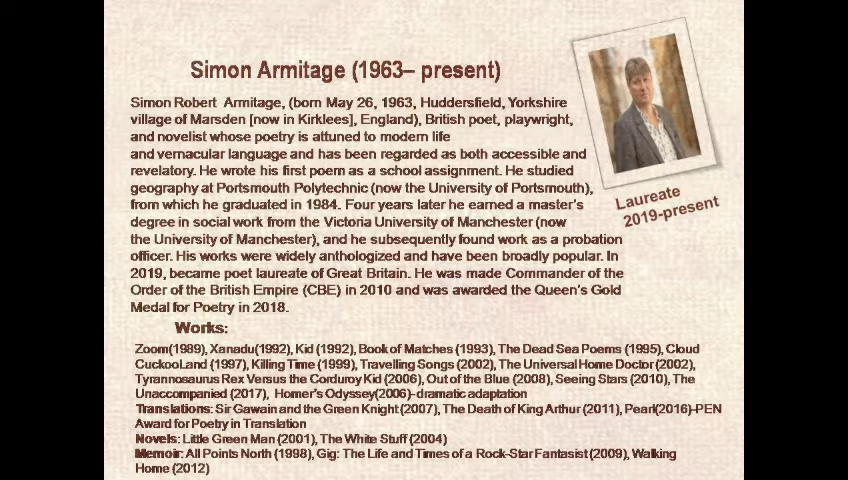 Simon Armitage (1963– present)
Simon Robert Armitage, (born May 26, 1963, Huddersfield, Yorkshire
village of Marsden [now in Kirklees], England), British poet, playwright,
and novelist whose poetry is attuned to modern life
and vernacular language and has been regarded as both accessible and
revelatory. He wrote his first poem as a school assignment. He studied
geography at Portsmouth Polytechnic (now the University of Portsmouth),
from which he graduated in 1984. Four years later he earned a master's
degree in social work from the Victoria University of Manchester (now
the University of Manchester), and he subsequently found work as a probation
officer. His works were widely anthologized and have been broadly popular. In
2019, became poet laureate of Great Britain. He was made Commander of the
Order of the British Empire (CBE) in 2010 and was awarded the Queen's Gold
Medal for Poetry in 2018.
Laureate
2019-present
Works:
Zoom(1989), Xanadu(1992), Kid (1992), Book of Matches (1993), The Dead Sea Poems (1995), Cloud
CuckooLand (1997), Killing Time (1999), Travelling Songs (2002), The Universal Home Doctor (2002),
Tyrannosaurus Rex Versus the Corduroy Kid (2006), Out of the Blue (2008), Seeing Stars (2010), The
Unaccompanied (2017), Homer's Odyssey(2006)- dramatic adaptation
Translations: Sir Gawain and the Green Knight (2007), The Death of King Arthur (2011), Pearl(2016)-PEN
Award for Poetry in Translation
Novels: Little Green Man (2001), The White Stuff (2004)
Memoir: All Points North (1998), Gig: The Life and Times of a Rock-Star Fantasist (2009), Walking
Home (2012)